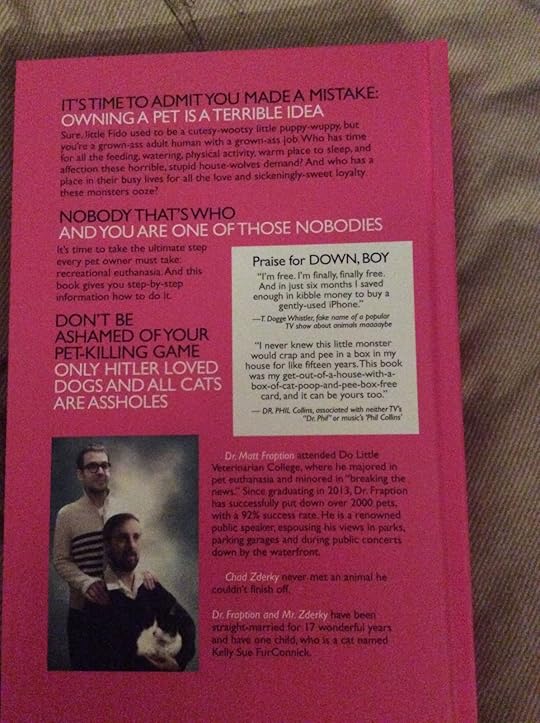 IT'S TIME TO ADMIT YOU MADE A MISTAKE:
OWNING A PET IS A TERRIBLE IDEA
Sure, little Fido used to be a cutesy-wootsy little puppy-wuppy, but
you're a grown-ass adult human with a grown-ass job. Who has time
for all the feeding, watering, physical activity, warm place to sleep, and
affection these horrible, stupid house-wolves demand? And who has a
place in their busy lives for all the love and sickeningly-sweet loyalty
these monsters ooze?
NOBODY THAT'S WHO
AND YOU ARE ONE OF THOSE NOBODIES
It's time to take the ultimate step
every pet owner must take:
recreational euthanasia. And this
book gives you step-by-step
information how to do it.
DON'T BE
ASHAMED OF YOUR
PET-KILLING GAME
ONLY HITLER LOVED
DOGS AND ALL CATS
ARE ASSHOLES
Praise for DOWN, BOY
"I'm free. I'm finally, finally free.
And in just six months I saved
enough in kibble money to buy a
gently-used iPhone."
—T. Dogge Whistler, fake name of a popular
TV show about animals maaaaybe
"I never knew this little monster
would crap and pee in a box in my
house for like fifteen years. This book
was my get-out-of-a-house-with-a-
box-of-cat-poop-and-pee-box-free
card, and it can be yours too."
— DR. PHIL Collins, associated with neither TV's
"Dr. Phil" or music's 'Phil Collins'
Dr. Matt Fraption attended Do Little
Veterinarian College, where he majored in
pet euthanasia and minored in "breaking the
news." Since graduating in 2013, Dr. Fraption
has successfully put down over 2000 pets,
with a 92% success rate. He is a renowned
public speaker, espousing his views in parks,
parking garages and during public concerts
down by the waterfront.
Chad Zderky never met an animal he
couldn't finish off.
Dr. Fraption and Mr. Zderky have been
straight-married for 17 wonderful years
and have one child, who is a cat named
Kelly Sue FurConnick.